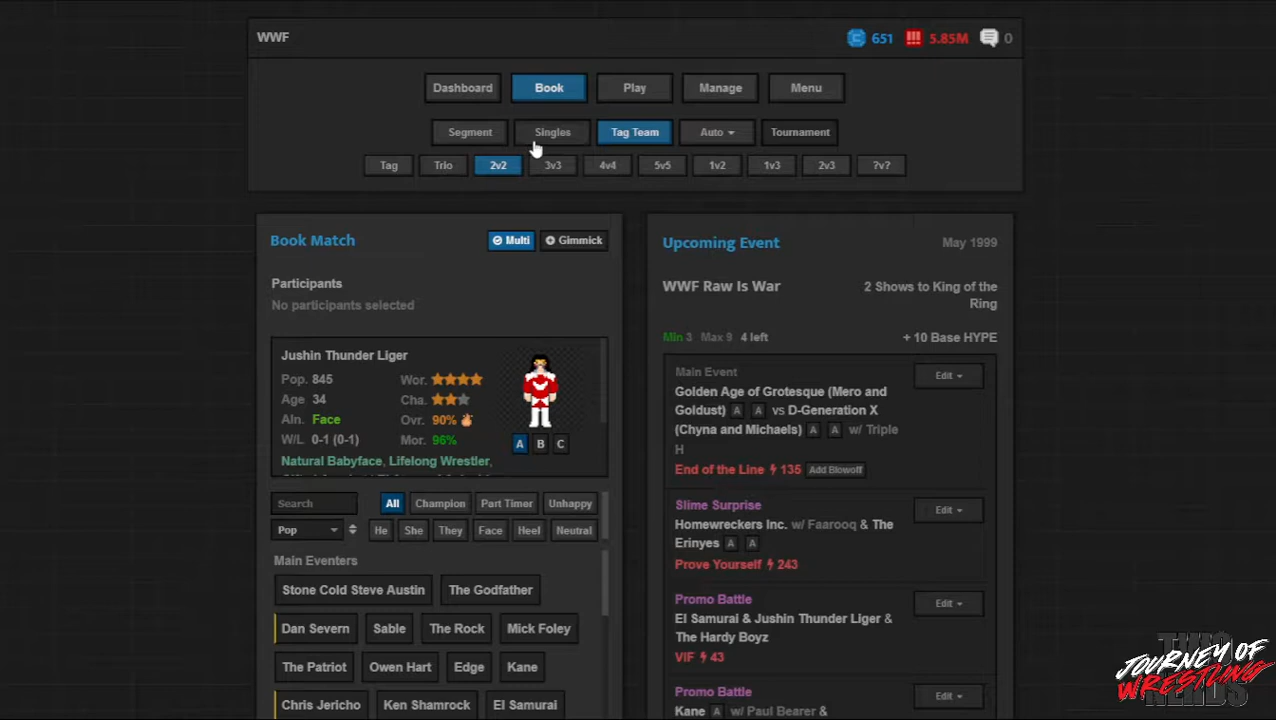 WWF
651
5.85M
0
Dashboard
Book
Play
Manage
Menu
Segment
Singles
Tag Team
Auto
Tournament
Tag
Trio
2v2
3v3
4v4
5v5
1v2
1v3
2v3
?v?
Book Match
Multi
Gimmick
Participants
No participants selected
Jushin Thunder Liger
Pop. 845
Wor.
Age 34
Cha.
Aln. Face
Ovr. 90%
W/L 0-1 (0-1)
Mor. 96%
Natural Babyface, Lifelong Wrestler,
A
B
C
Search
All
Champion
Part Timer
Unhappy
Pop
He
She
They
Face
Heel
Neutral
Main Eventers
Stone Cold Steve Austin
The Godfather
Dan Severn
Sable
The Rock
Mick Foley
The Patriot
Owen Hart
Edge
Kane
Chris Jericho
Ken Shamrock
El Samurai
Upcoming Event
May 1999
WWF Raw Is War
2 Shows to King of the
Ring
Min 3 Max 9 4 left
+ 10 Base HYPE
Main Event
Edit
Golden Age of Grotesque (Mero and
Goldust) A A vs D-Generation X
(Chyna and Michaels) A A w/ Triple
H
End of the Line 135 Add Blowoff
Slime Surprise
Edit
Homewreckers Inc. w/ Faarooq & The
Erinyes A A
Prove Yourself 243
Promo Battle
Edit
El Samurai & Jushin Thunder Liger &
The Hardy Boyz
VIF 43
Promo Battle
Edit
Kane A w/ Paul Bearer &
JOURNEY OF
WRESTLING